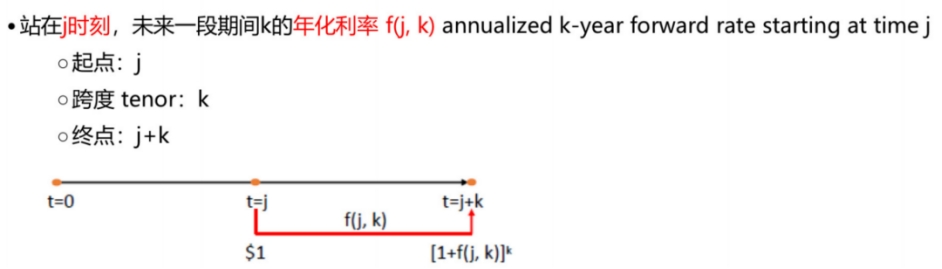 •站在j时刻，未来一段期间k的年化利率 f(j, k) annualized k-year forward rate starting at time j
○起点：j
○跨度 tenor：k
○终点：j+k
t=0 t=j t=j+k
f(j, k)
$1 [1+f(j, k)]ᵏ